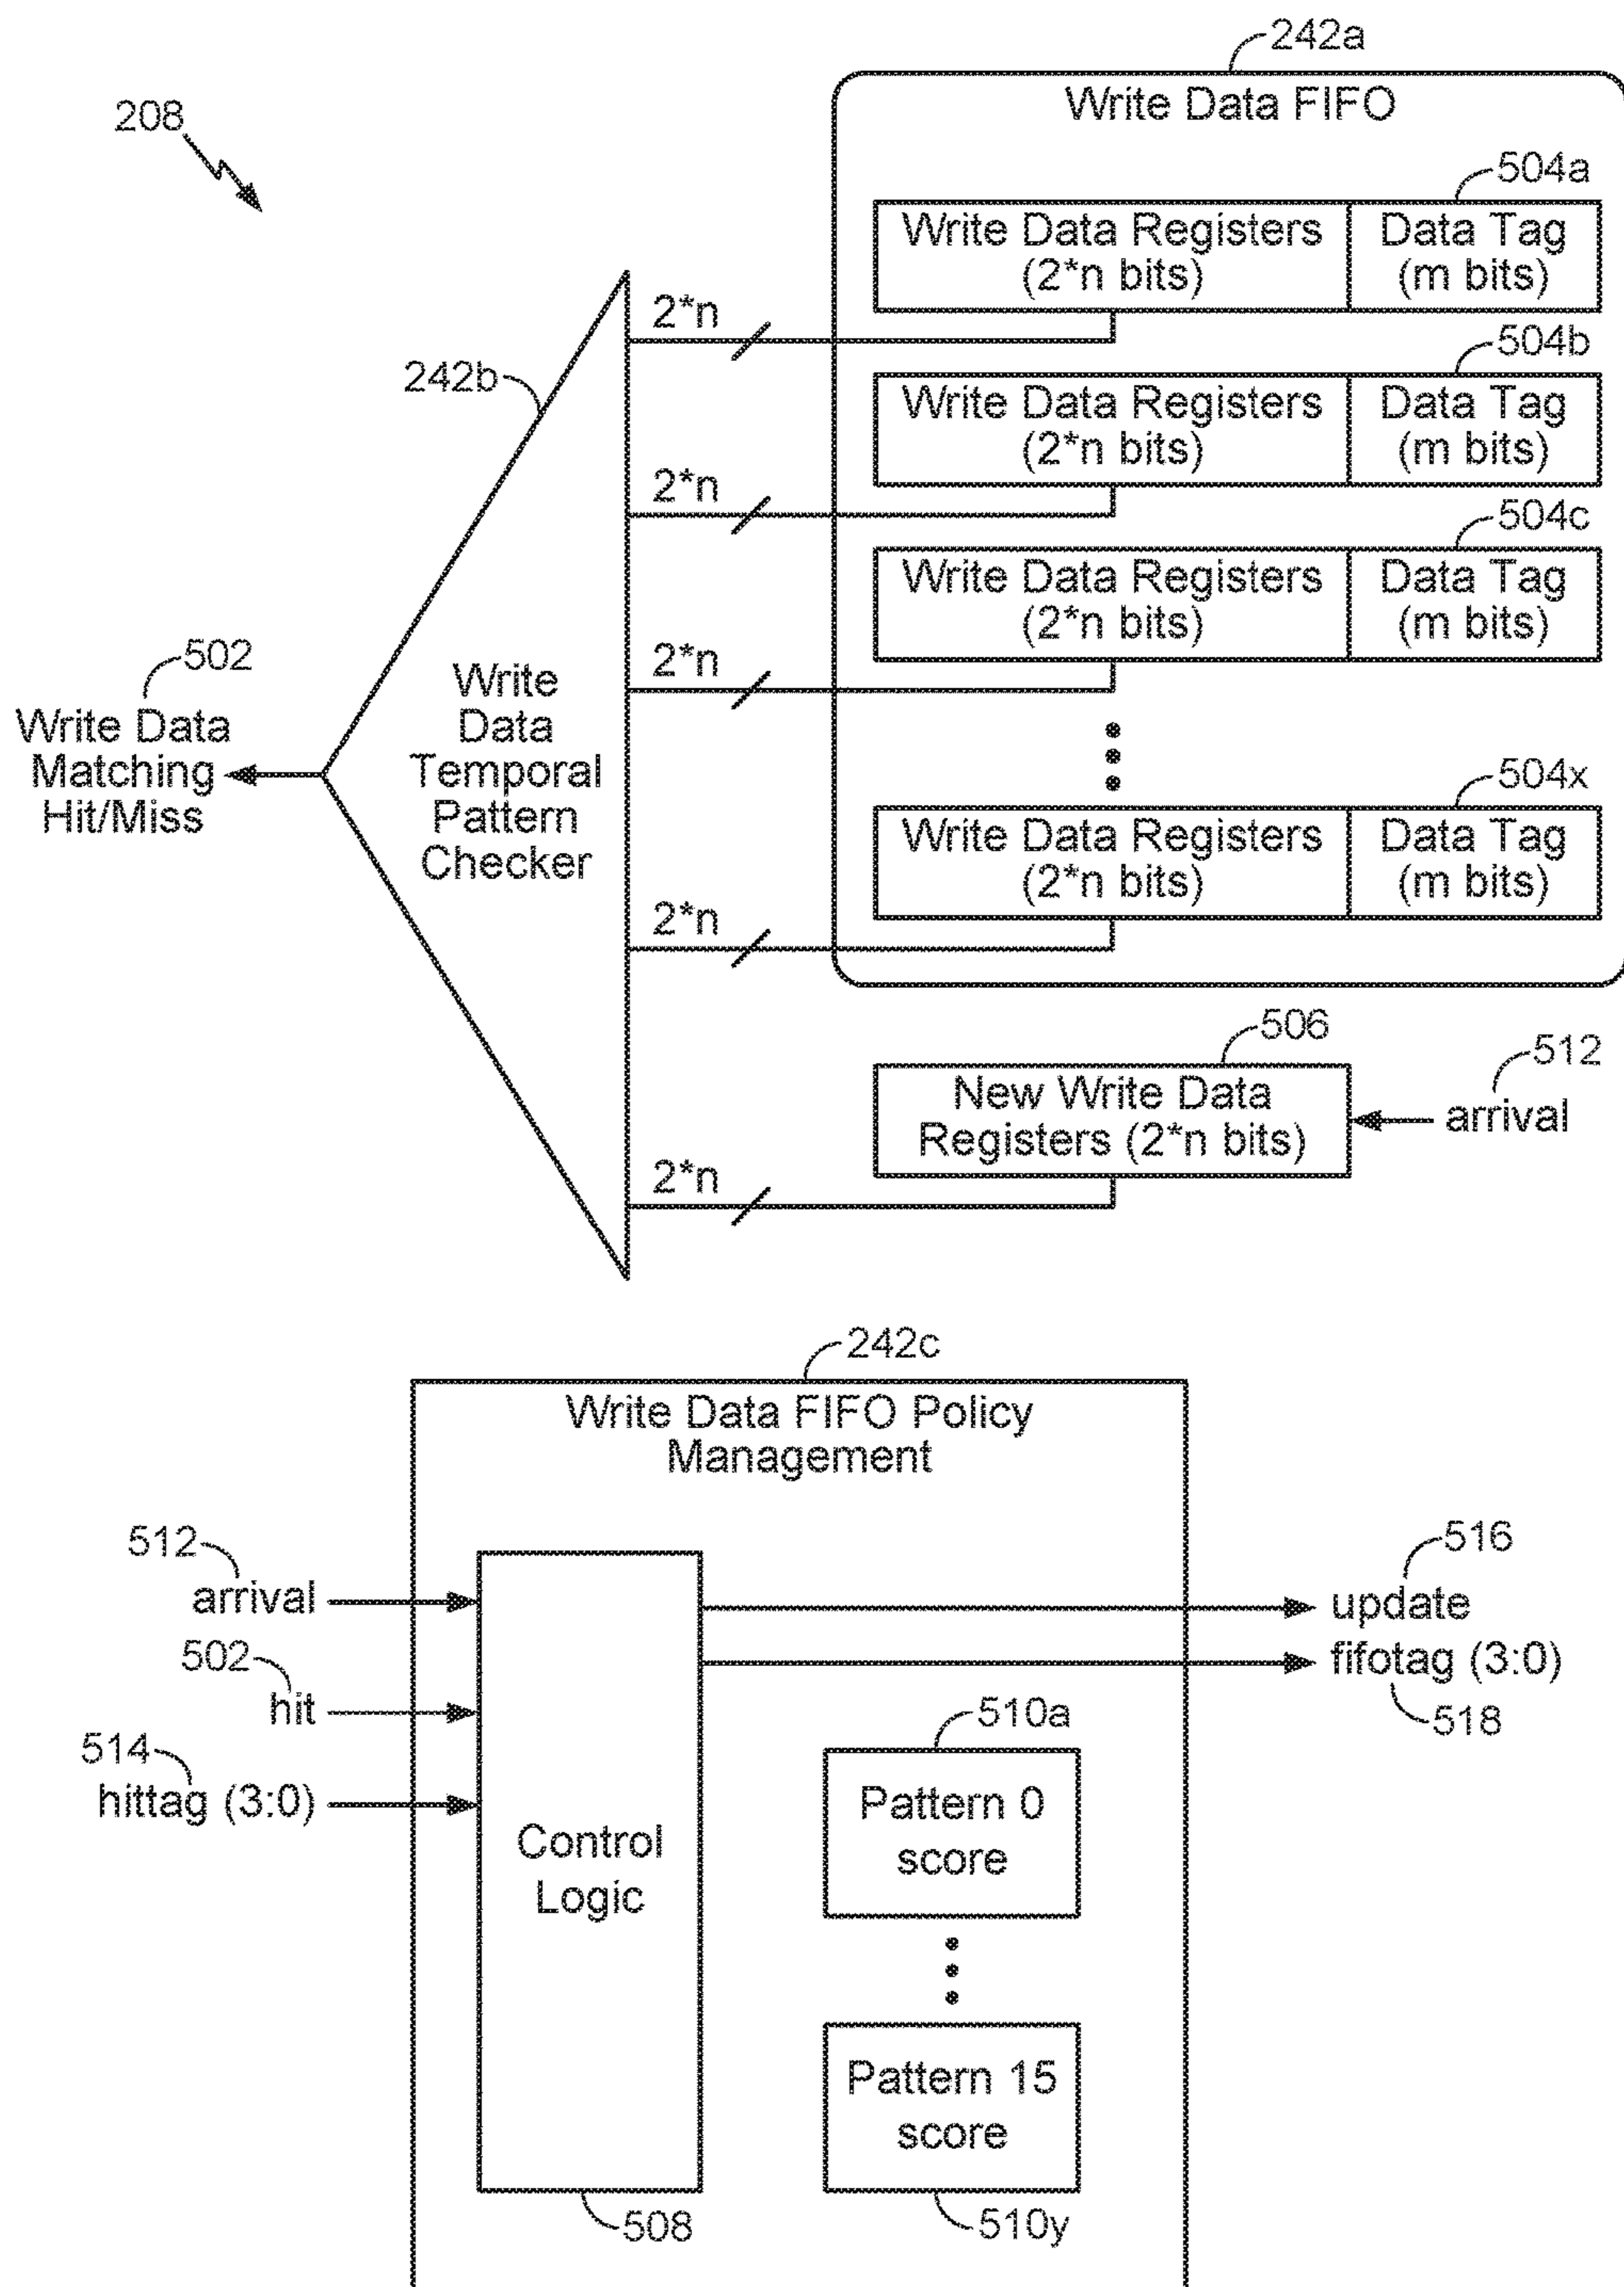 242a
Write Data FIFO
208
504a
Write Data Registers
(2*n bits)
Data Tag
(m bits)
2*n
504b
242b
Write Data Registers
(2*n bits)
Data Tag
(m bits)
2*n
504c
Write Data Registers
(2*n bits)
Data Tag
(m bits)
2*n
502
Write Data
Matching
Hit/Miss
Write
Data
Temporal
Pattern
Checker
504x
Write Data Registers
(2*n bits)
Data Tag
(m bits)
2*n
506
512
New Write Data
Registers (2*n bits)
arrival
2*n
242c
Write Data FIFO Policy
Management
512
arrival
502
hit
514
hittag (3:0)
Control
Logic
508
516
update
fifotag (3:0)
518
510a
Pattern 0
score
Pattern 15
score
510y